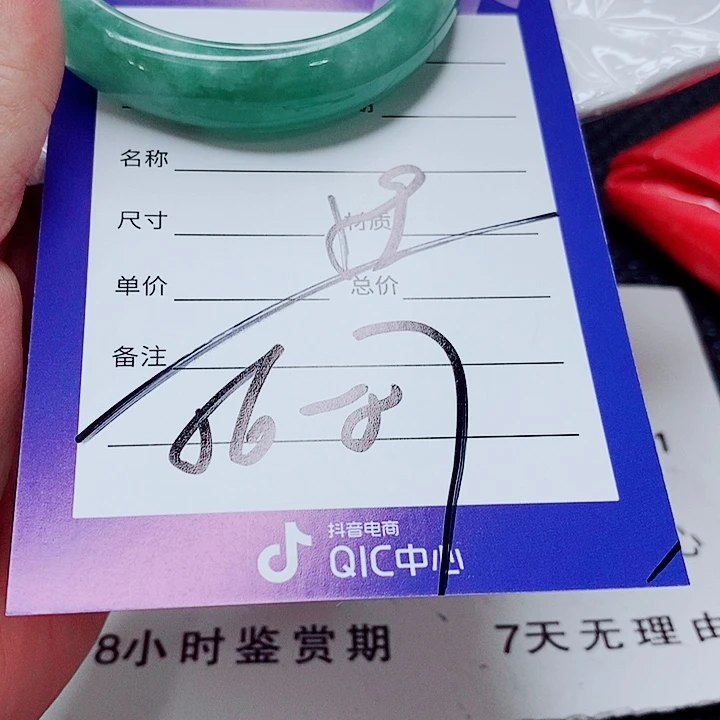 名称
尺寸 材质
单价 总价
备注
抖音电商
QIC中心
8小时鉴赏期 7天无理由